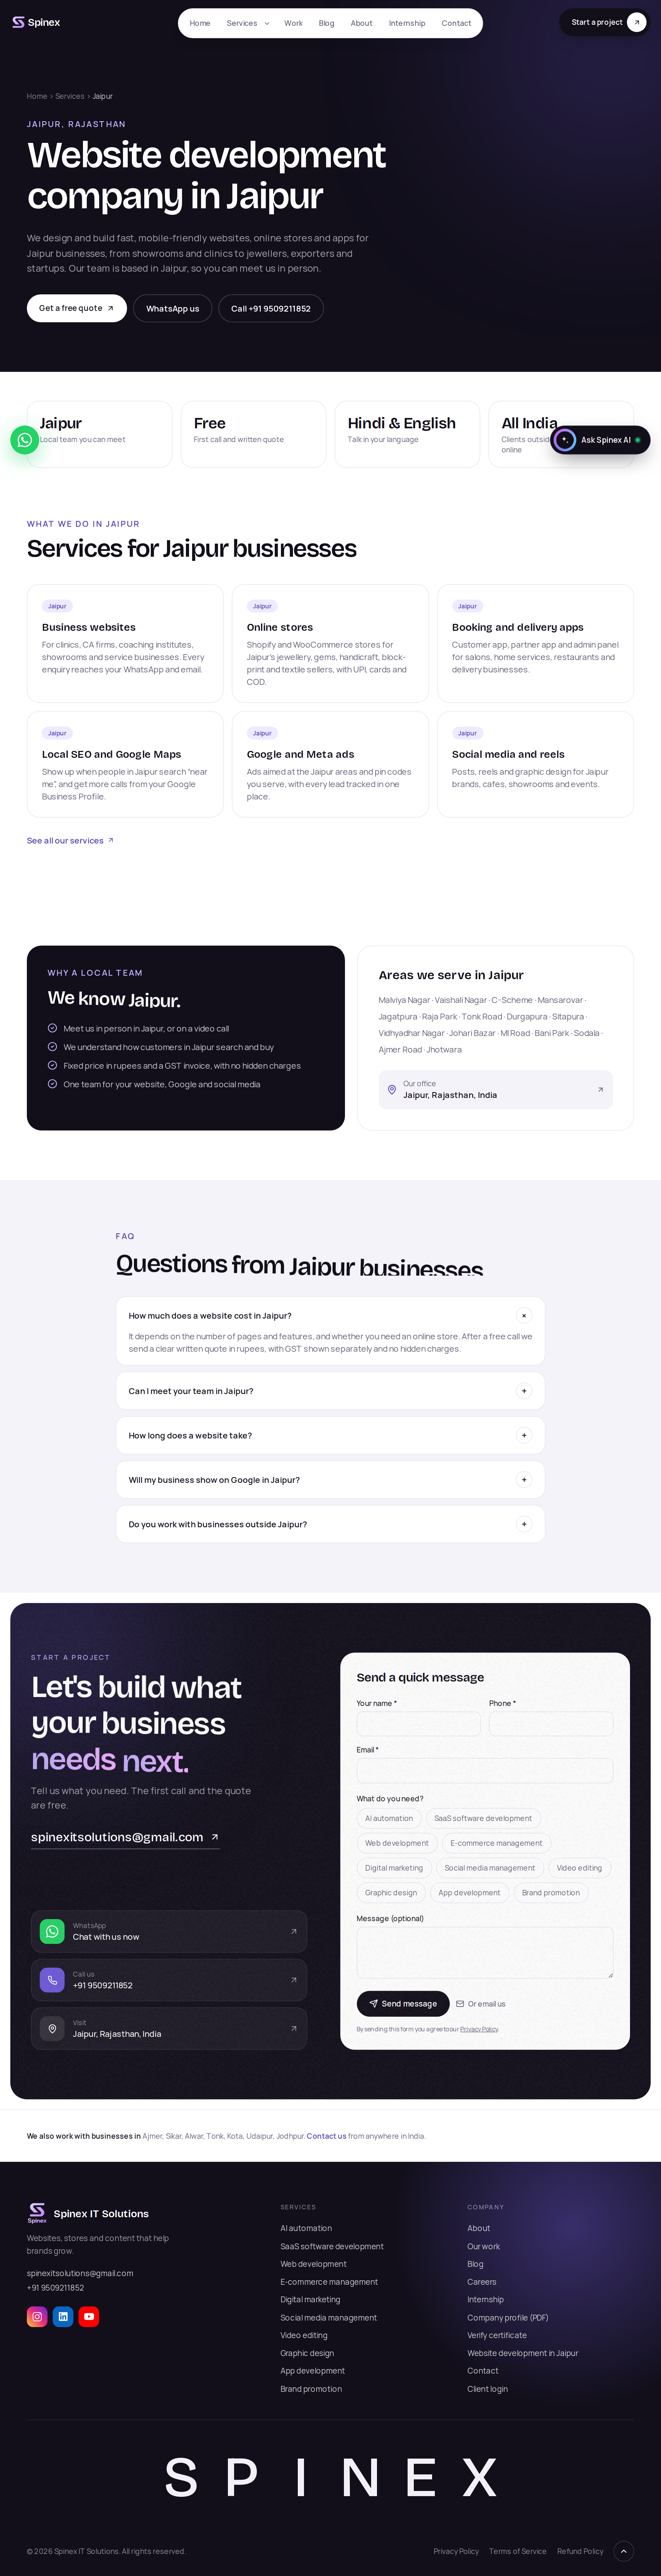 Spinex
Home Services Work Blog About Internship Contact
Start a project
Home > Services > Jaipur
JAIPUR, RAJASTHAN
Website development
company in Jaipur
We design and build fast, mobile-friendly websites, online stores and apps for
Jaipur businesses, from showrooms and clinics to jewellers, exporters and
startups. Our team is based in Jaipur, so you can meet us in person.
Get a free quote
WhatsApp us
Call +91 9509211852
Jaipur
Local team you can meet
Free
First call and written quote
Hindi & English
Talk in your language
All India
Clients outsid
online
Ask Spinex AI
WHAT WE DO IN JAIPUR
Services for Jaipur businesses
Jaipur
Business websites
For clinics, CA firms, coaching institutes,
showrooms and service businesses. Every
enquiry reaches your WhatsApp and email.
Jaipur
Online stores
Shopify and WooCommerce stores for
Jaipur's jewellery, gems, handicraft, block-
print and textile sellers, with UPI, cards and
COD.
Jaipur
Booking and delivery apps
Customer app, partner app and admin panel
for salons, home services, restaurants and
delivery businesses.
Jaipur
Local SEO and Google Maps
Show up when people in Jaipur search "near
me", and get more calls from your Google
Business Profile.
Jaipur
Google and Meta ads
Ads aimed at the Jaipur areas and pin codes
you serve, with every lead tracked in one
place.
Jaipur
Social media and reels
Posts, reels and graphic design for Jaipur
brands, cafes, showrooms and events.
See all our services
WHY A LOCAL TEAM
We know Jaipur.
Meet us in person in Jaipur, or on a video call
We understand how customers in Jaipur search and buy
Fixed price in rupees and a GST invoice, with no hidden charges
One team for your website, Google and social media
Areas we serve in Jaipur
Malviya Nagar · Vaishali Nagar · C-Scheme · Mansarovar ·
Jagatpura · Raja Park · Tonk Road · Durgapura · Sitapura ·
Vidhyadhar Nagar · Johari Bazar · MI Road · Bani Park · Sodala ·
Ajmer Road · Jhotwara
Our office
Jaipur, Rajasthan, India
FAQ
Questions from Jaipur businesses
How much does a website cost in Jaipur?
It depends on the number of pages and features, and whether you need an online store. After a free call we
send a clear written quote in rupees, with GST shown separately and no hidden charges.
Can I meet your team in Jaipur?
How long does a website take?
Will my business show on Google in Jaipur?
Do you work with businesses outside Jaipur?
START A PROJECT
Let's build what
your business
needs next.
Tell us what you need. The first call and the quote
are free.
spinexitsolutions@gmail.com
WhatsApp
Chat with us now
Call us
+91 9509211852
Visit
Jaipur, Rajasthan, India
Send a quick message
Your name *
Phone *
Email *
What do you need?
AI automation
SaaS software development
Web development
E-commerce management
Digital marketing
Social media management
Video editing
Graphic design
App development
Brand promotion
Message (optional)
Send message
Or email us
By sending this form you agree to our Privacy Policy.
We also work with businesses in Ajmer, Sikar, Alwar, Tonk, Kota, Udaipur, Jodhpur. Contact us from anywhere in India.
Spinex
Spinex IT Solutions
Websites, stores and content that help
brands grow.
spinexitsolutions@gmail.com
+91 9509211852
SERVICES
AI automation
SaaS software development
Web development
E-commerce management
Digital marketing
Social media management
Video editing
Graphic design
App development
Brand promotion
COMPANY
About
Our work
Blog
Careers
Internship
Company profile (PDF)
Verify certificate
Website development in Jaipur
Contact
Client login
SPINEX
© 2026 Spinex IT Solutions. All rights reserved.
Privacy Policy Terms of Service Refund Policy